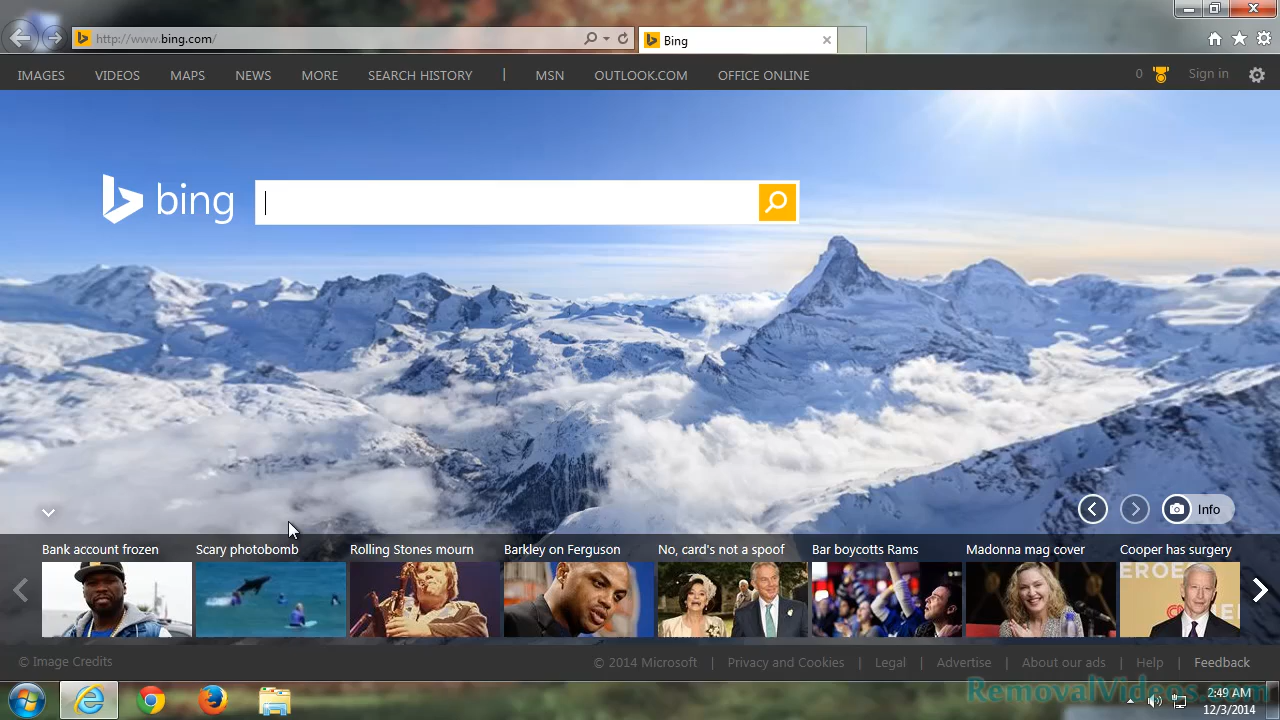 http://www.bing.com/
Bing
IMAGES VIDEOS MAPS NEWS MORE SEARCH HISTORY | MSN OUTLOOK.COM OFFICE ONLINE
0 Sign in
bing
Info
Bank account frozen
Scary photobomb
Rolling Stones mourn
Barkley on Ferguson
No, card's not a spoof
Bar boycotts Rams
Madonna mag cover
Cooper has surgery
EROE
CNN
© Image Credits
© 2014 Microsoft | Privacy and Cookies | Legal | Advertise | About our ads | Help | Feedback
RemovalVideos.com
2:49 AM
12/3/2014